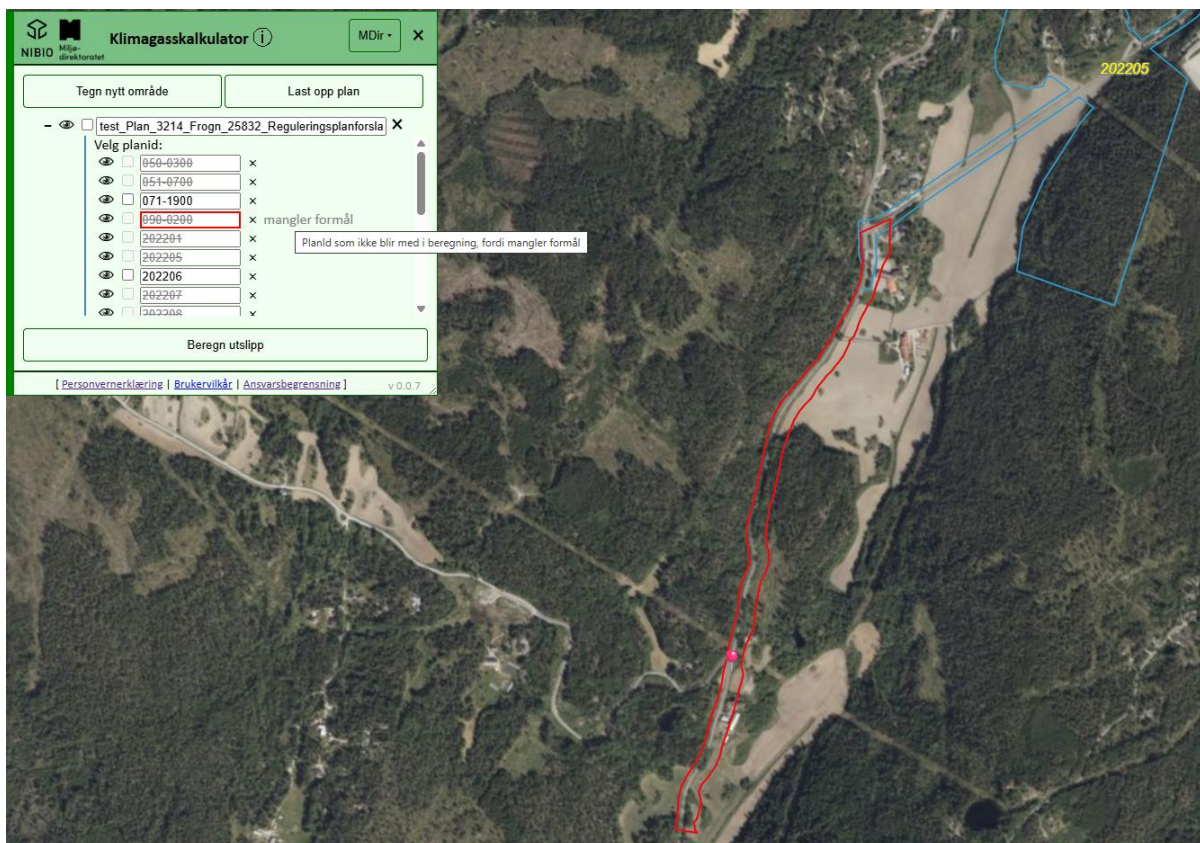 NIBIO
Miljø-
direktoratet
Klimagasskalkulator i
MDir
×
Tegn nytt område
Last opp plan
− test_Plan_3214_Frogn_25832_Reguleringsplanforsla ×
Velg planid:
050-0300 ×
051-0700 ×
071-1900 ×
090-0200 × mangler formål
202201 ×
PlanId som ikke blir med i beregning, fordi mangler formål
202205 ×
202206 ×
202207 ×
202208 ×
Beregn utslipp
[ Personvernerklæring | Brukervilkår | Ansvarsbegrensning ] v 0.0.7
202205